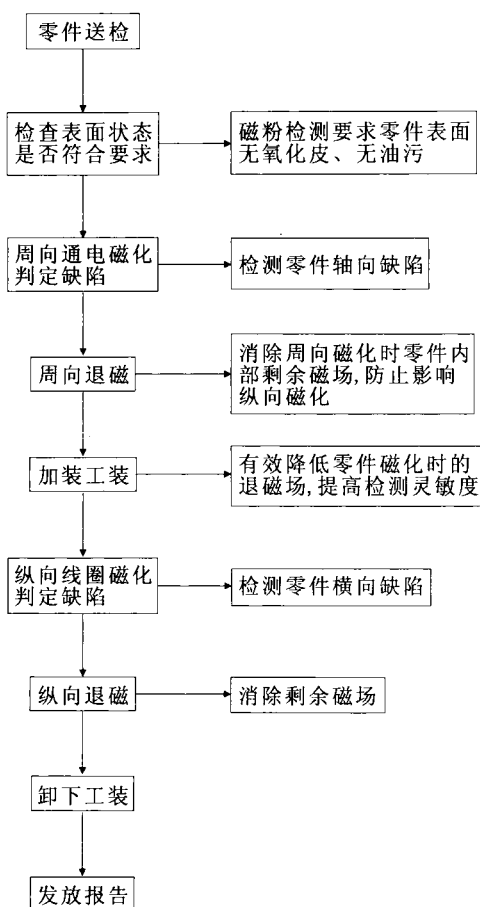 零件送检
检查表面状态
是否符合要求
磁粉检测要求零件表面
无氧化皮、无油污
周向通电磁化
判定缺陷
检测零件轴向缺陷
周向退磁
消除周向磁化时零件内
部剩余磁场,防止影响
纵向磁化
加装工装
有效降低零件磁化时的
退磁场,提高检测灵敏度
纵向线圈磁化
判定缺陷
检测零件横向缺陷
纵向退磁
消除剩余磁场
卸下工装
发放报告